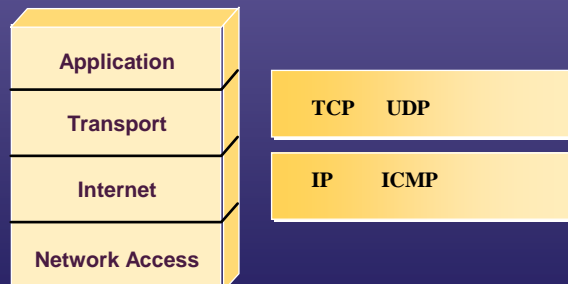 Application
Transport
TCP UDP
Internet
IP ICMP
Network Access